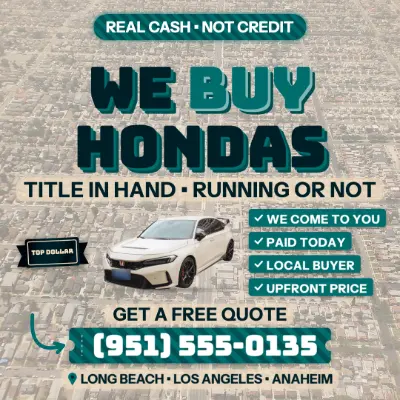 REAL CASH • NOT CREDIT
WE BUY
HONDAS
TITLE IN HAND • RUNNING OR NOT
✓ WE COME TO YOU
✓ PAID TODAY
✓ LOCAL BUYER
✓ UPFRONT PRICE
TOP DOLLAR
GET A FREE QUOTE
(951) 555-0135
LONG BEACH • LOS ANGELES • ANAHEIM